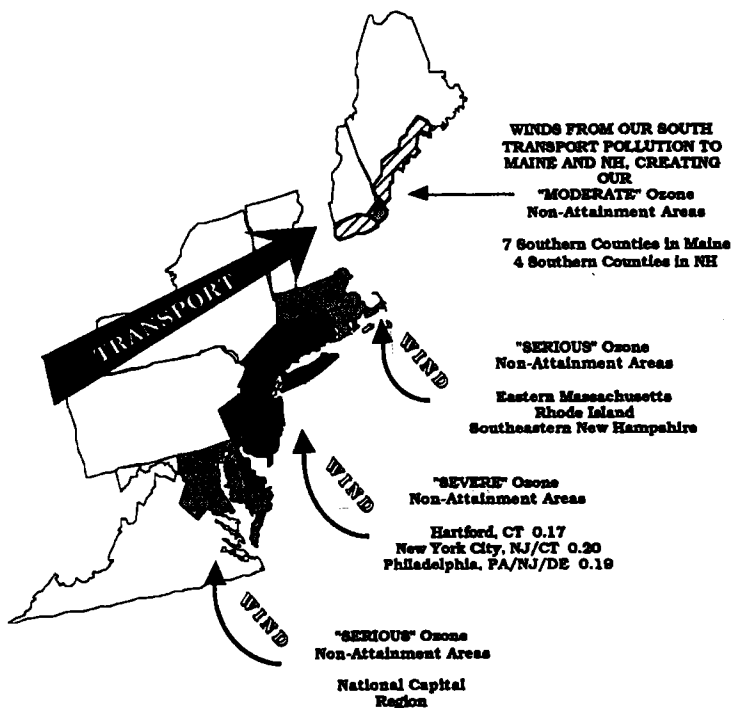 WINDS FROM OUR SOUTH
TRANSPORT POLLUTION TO
MAINE AND NH, CREATING
OUR
"MODERATE" Ozone
Non-Attainment Areas
7 Southern Counties in Maine
4 Southern Counties in NH
TRANSPORT
WIND
"SERIOUS" Ozone
Non-Attainment Areas
Eastern Massachusetts
Rhode Island
Southeastern New Hampshire
WIND
"SEVERE" Ozone
Non-Attainment Areas
Hartford, CT 0.17
New York City, NJ/CT 0.20
Philadelphia, PA/NJ/DE 0.19
WIND
"SERIOUS" Ozone
Non-Attainment Areas
National Capital
Region